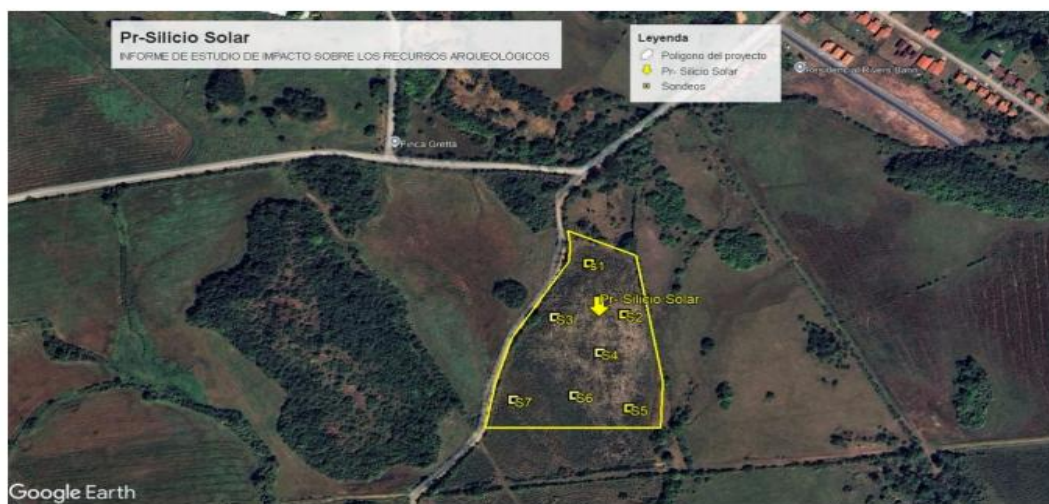 Pr-Silicio Solar
INFORME DE ESTUDIO DE IMPACTO SOBRE LOS RECURSOS ARQUEOLÓGICOS
Leyenda
Polígono del proyecto
Pr- Silicio Solar
Sondeos
Finca Gretta
S1
Pr- Silicio Solar
S3
S2
S4
S7
S6
S5
Google Earth